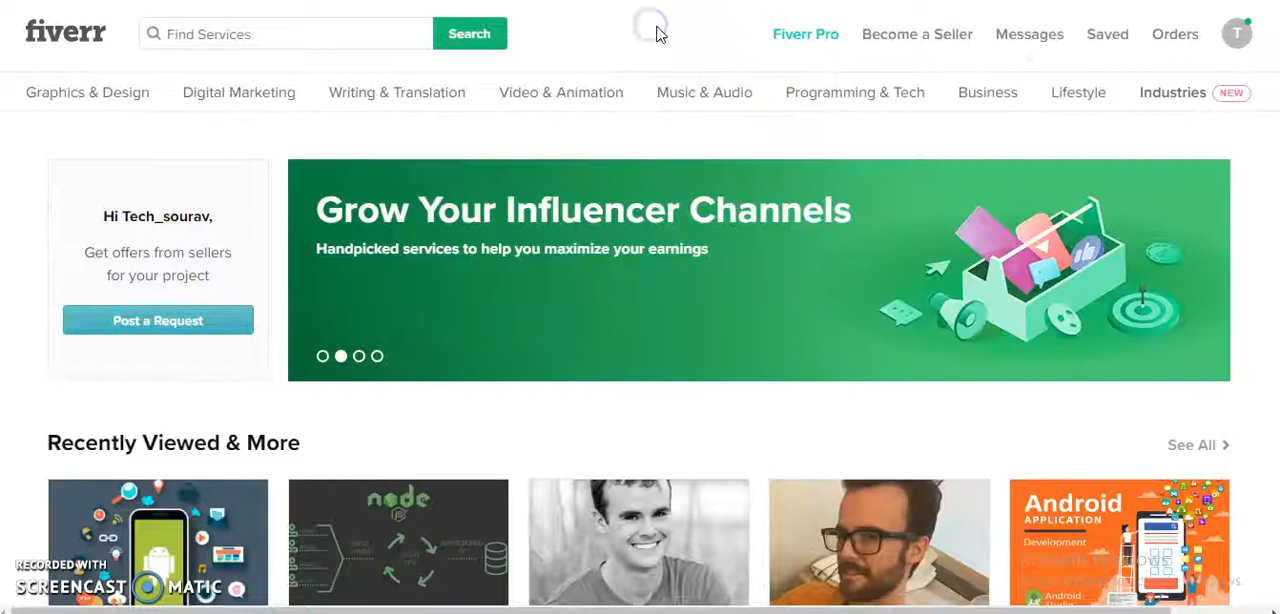 fiverr
Find Services
Search
Fiverr Pro
Become a Seller
Messages
Saved
Orders
T
Graphics & Design
Digital Marketing
Writing & Translation
Video & Animation
Music & Audio
Programming & Tech
Business
Lifestyle
Industries
NEW
Hi Tech_sourav,
Get offers from sellers
for your project
Post a Request
Grow Your Influencer Channels
Handpicked services to help you maximize your earnings
Recently Viewed & More
See All
node
JS
Android
APPLICATION
Development
Android
Studio
RECORDED WITH
SCREENCAST MATIC